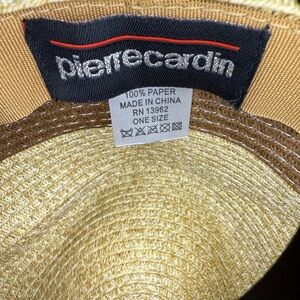 pierrecardin
100% PAPER
MADE IN CHINA
RN 13962
ONE SIZE